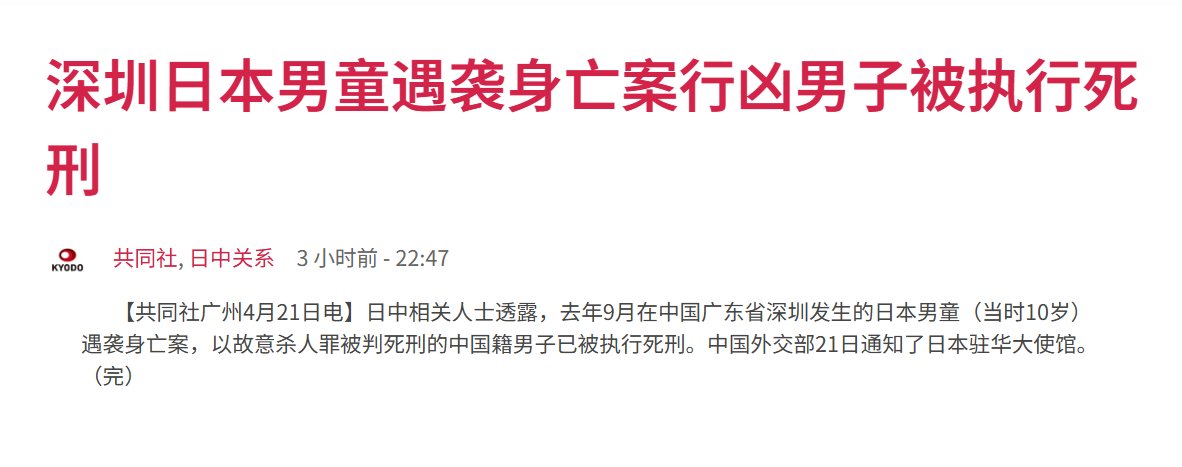 深圳日本男童遇袭身亡案行凶男子被执行死
刑
KYODO 共同社, 日中关系 3 小时前 - 22:47
【共同社广州4月21日电】日中相关人士透露，去年9月在中国广东省深圳发生的日本男童（当时10岁）
遇袭身亡案，以故意杀人罪被判死刑的中国籍男子已被执行死刑。中国外交部21日通知了日本驻华大使馆。
（完）